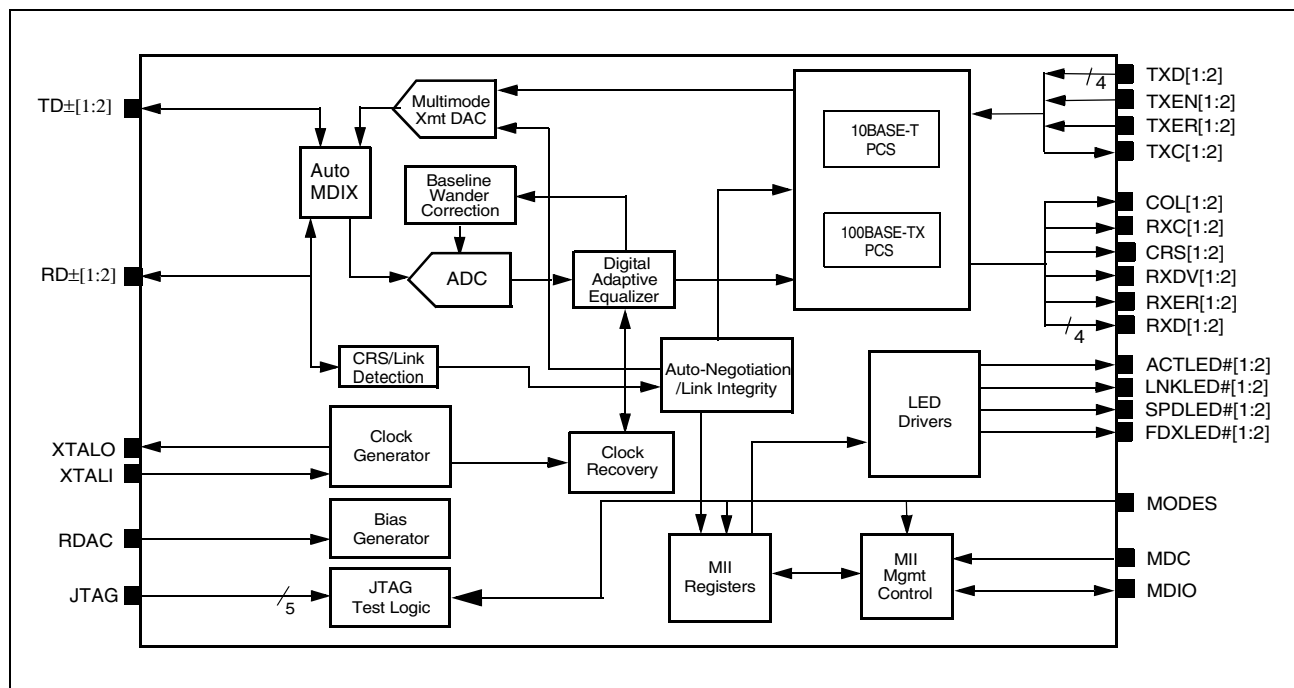 TD±[1:2]
RD±[1:2]
XTALO
XTALI
RDAC
JTAG
5
Multimode
Xmt DAC
Auto
MDIX
Baseline
Wander
Correction
ADC
Digital
Adaptive
Equalizer
CRS/Link
Detection
Auto-Negotiation
/Link Integrity
Clock
Generator
Clock
Recovery
Bias
Generator
JTAG
Test Logic
10BASE-T
PCS
100BASE-TX
PCS
LED
Drivers
MII
Registers
MII
Mgmt
Control
4
TXD[1:2]
TXEN[1:2]
TXER[1:2]
TXC[1:2]
COL[1:2]
RXC[1:2]
CRS[1:2]
RXDV[1:2]
RXER[1:2]
4
RXD[1:2]
ACTLED#[1:2]
LNKLED#[1:2]
SPDLED#[1:2]
FDXLED#[1:2]
MODES
MDC
MDIO